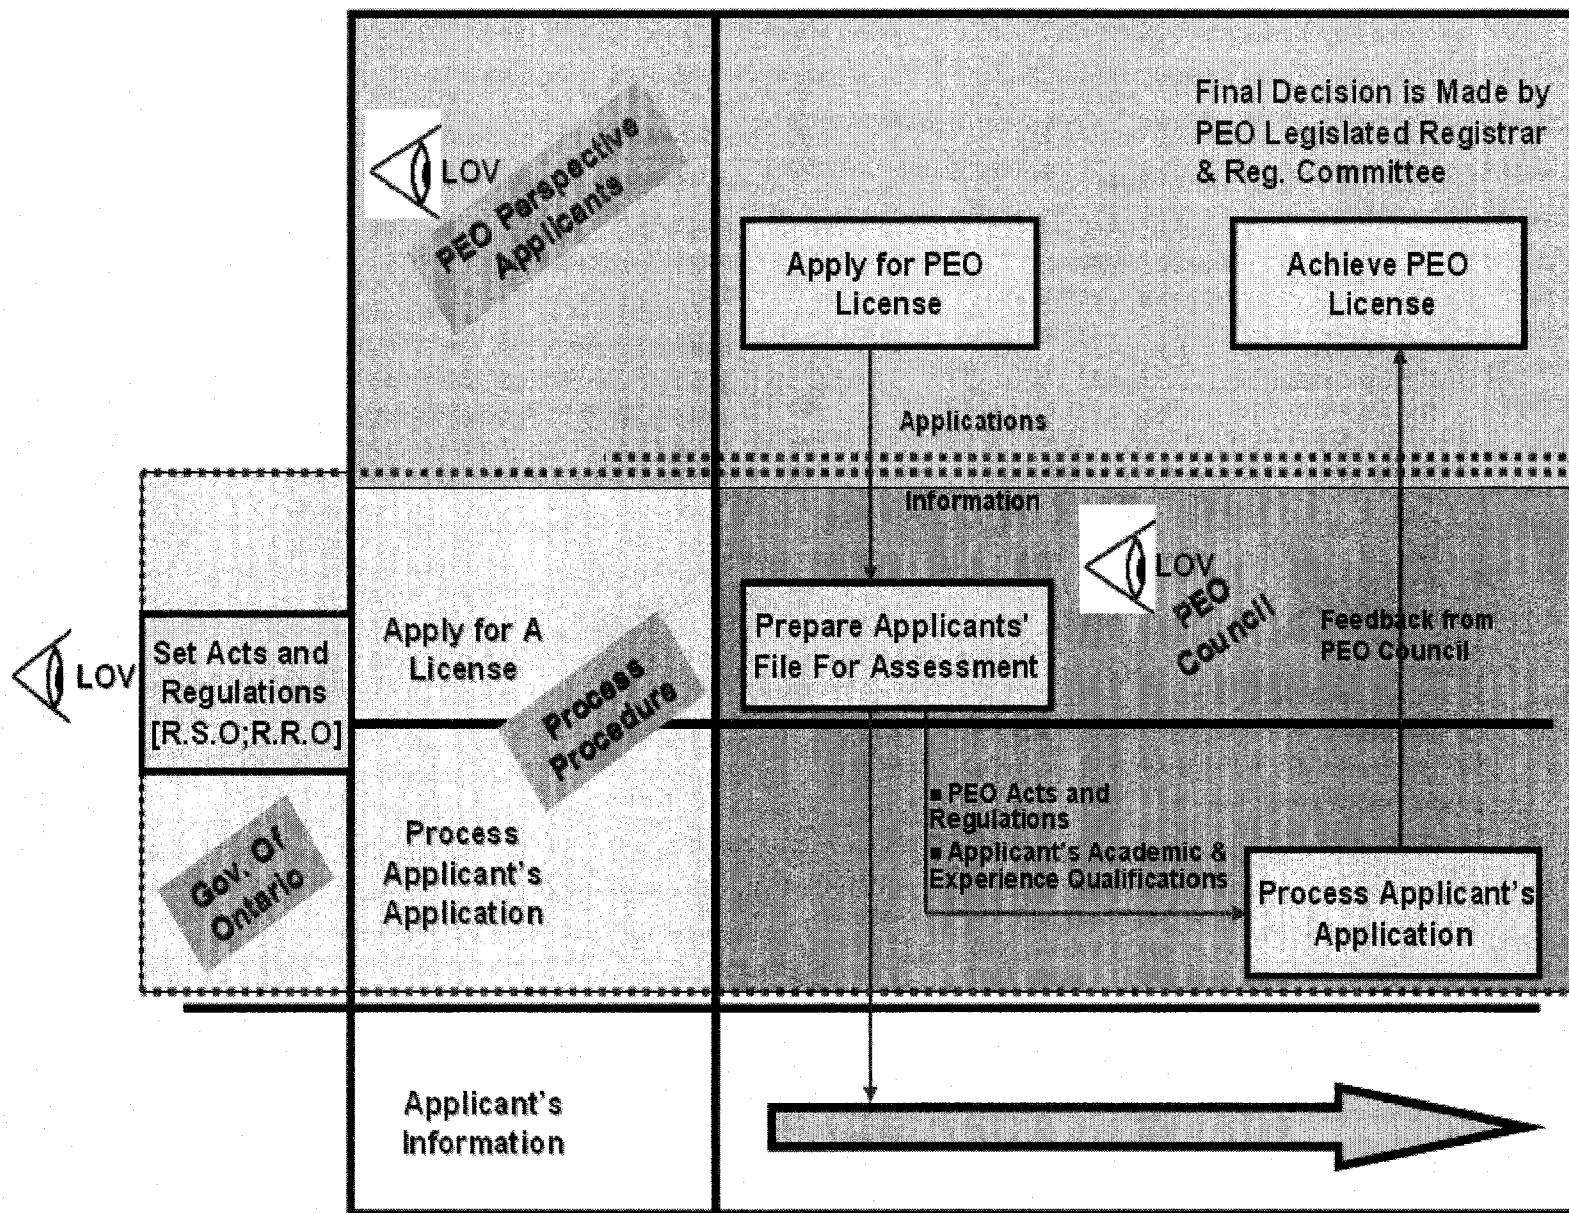 Final Decision is Made by
PEO Legislated Registrar
& Reg. Committee
LOV
PEO Perspective
Applicants
Apply for PEO
License
Achieve PEO
License
Applications
Information
LOV
PEO
Council
Feedback from
PEO Council
LOV
Set Acts and
Regulations
[R.S.O;R.R.O]
Apply for A
License
Process
Procedure
Prepare Applicants'
File For Assessment
Gov. Of
Ontario
Process
Applicant's
Application
■ PEO Acts and
Regulations
■ Applicant's Academic &
Experience Qualifications
Process Applicant's
Application
Applicant's
Information